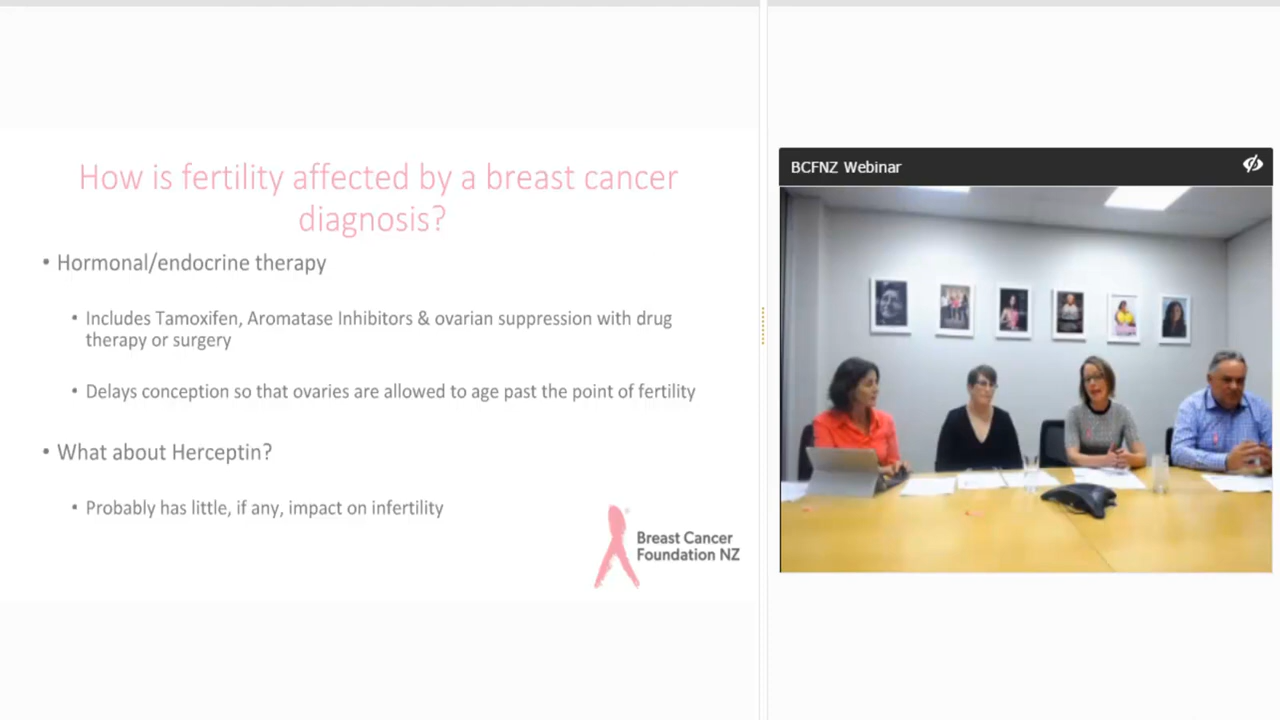 How is fertility affected by a breast cancer
diagnosis?
• Hormonal/endocrine therapy
• Includes Tamoxifen, Aromatase Inhibitors & ovarian suppression with drug
therapy or surgery
• Delays conception so that ovaries are allowed to age past the point of fertility
• What about Herceptin?
• Probably has little, if any, impact on infertility
Breast Cancer
Foundation NZ
BCFNZ Webinar